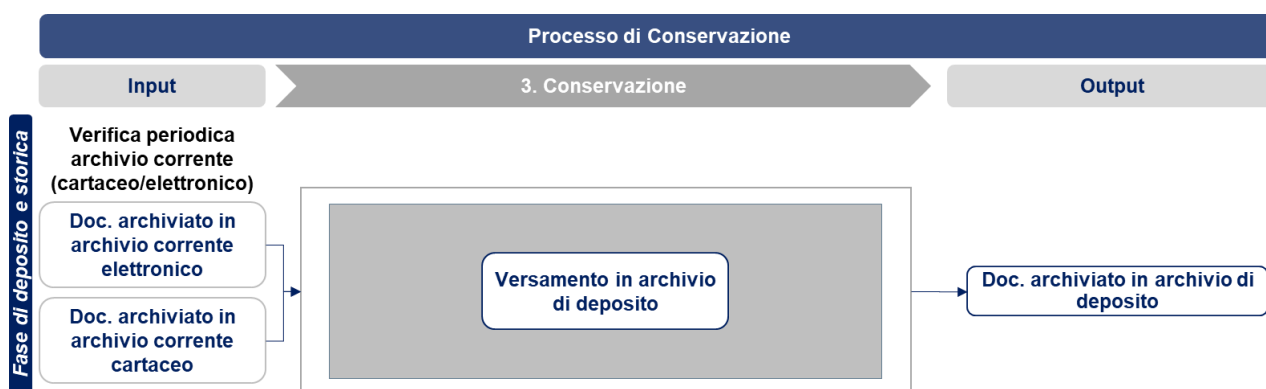 Processo di Conservazione
Input
3. Conservazione
Output
Fase di deposito e storica
Verifica periodica
archivio corrente
(cartaceo/elettronico)
Doc. archiviato in
archivio corrente
elettronico
Doc. archiviato in
archivio corrente
cartaceo
Versamento in archivio
di deposito
Doc. archiviato in archivio di
deposito